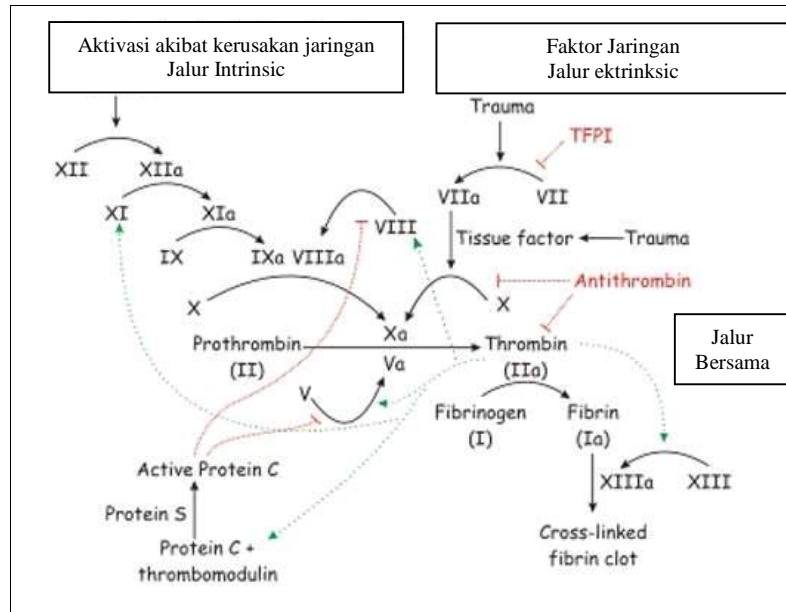 Aktivasi akibat kerusakan jaringan
Jalur Intrinsic
Faktor Jaringan
Jalur ektrinksic
Trauma
TFPI
XII
XIIa
VIIa
VII
XI
XIa
VIII
IX
IXa
VIIIa
Tissue factor
Trauma
X
X
Antithrombin
Xa
Prothrombin
(II)
Thrombin
(IIa)
Va
Jalur
Bersama
V
Fibrinogen
(I)
Fibrin
(Ia)
Active Protein C
XIIIa
XIII
Protein S
Protein C +
thrombomodulin
Cross-linked
fibrin clot